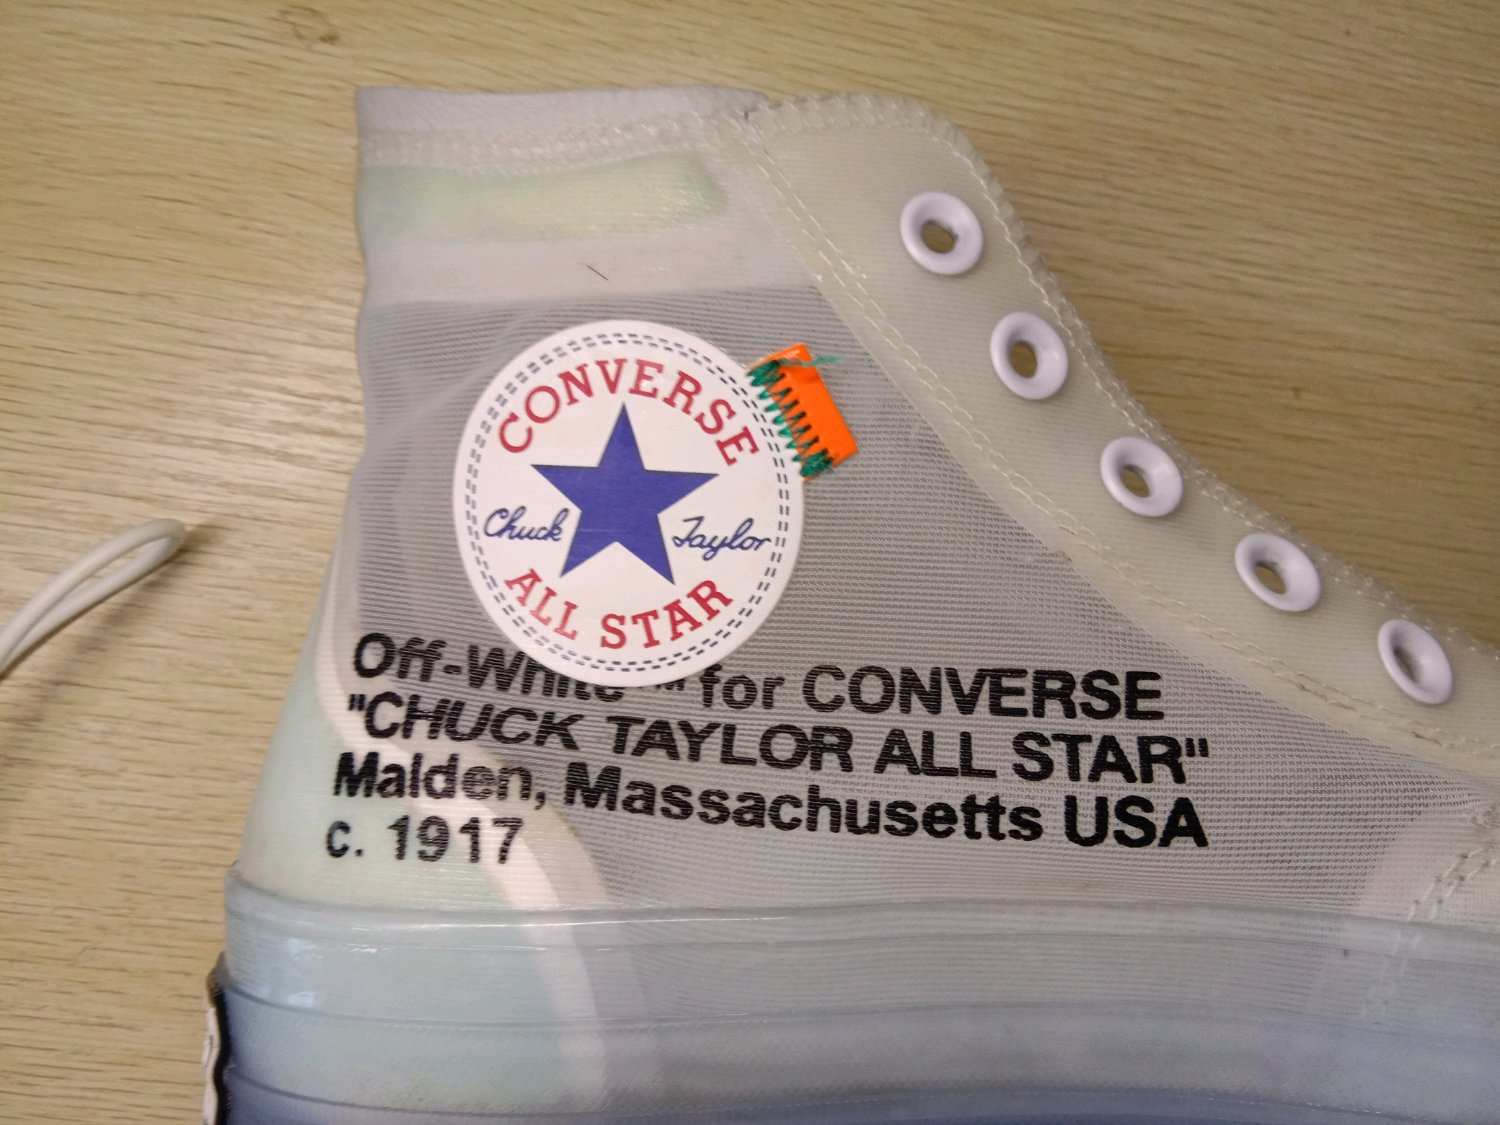 CONVERSE
Chuck Taylor
ALL STAR
Off-White™ for CONVERSE
"CHUCK TAYLOR ALL STAR"
Malden, Massachusetts USA
c. 1917